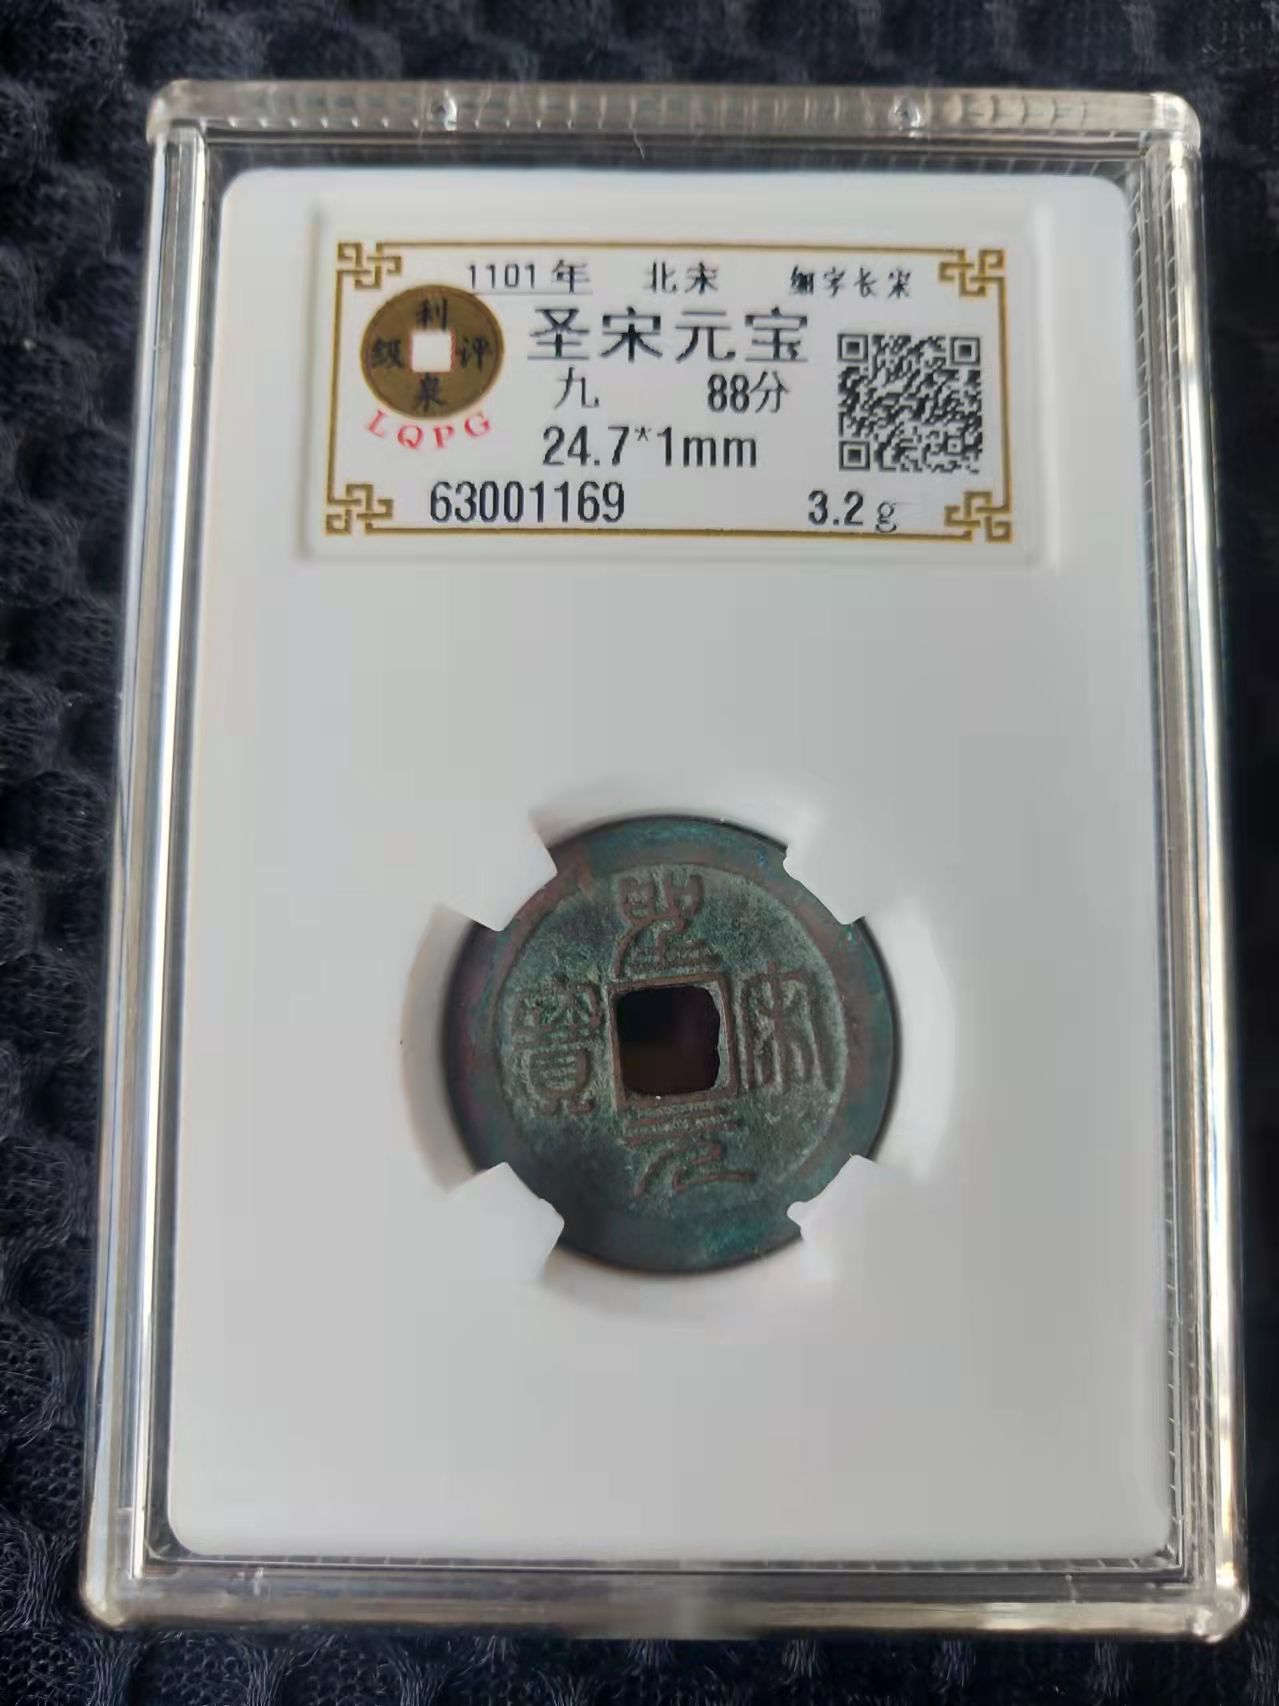 1101年 北宋 细字长宋
利泉评级
圣宋元宝
LQPG
九 88分
24.7*1mm
63001169 3.2g
聖宋元寶